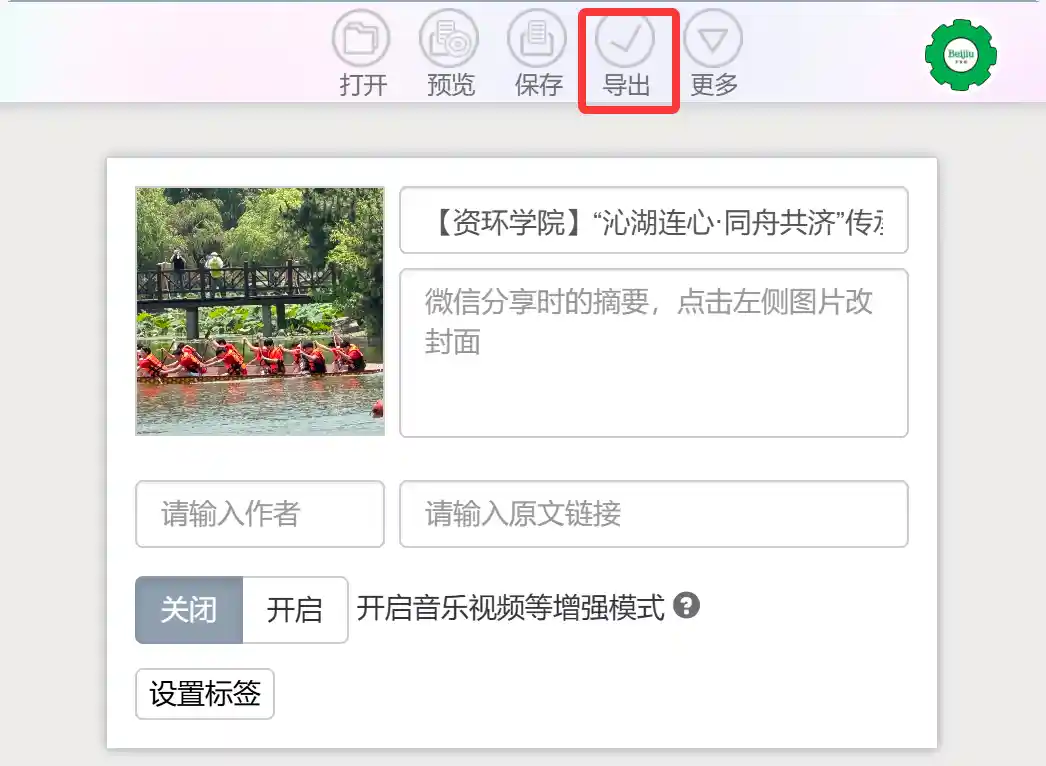 打开 预览 保存 导出 更多
Beijiu
【资环学院】“沁湖连心·同舟共济”传承
微信分享时的摘要，点击左侧图片改
封面
请输入作者 请输入原文链接
关闭 开启 开启音乐视频等增强模式 ?
设置标签